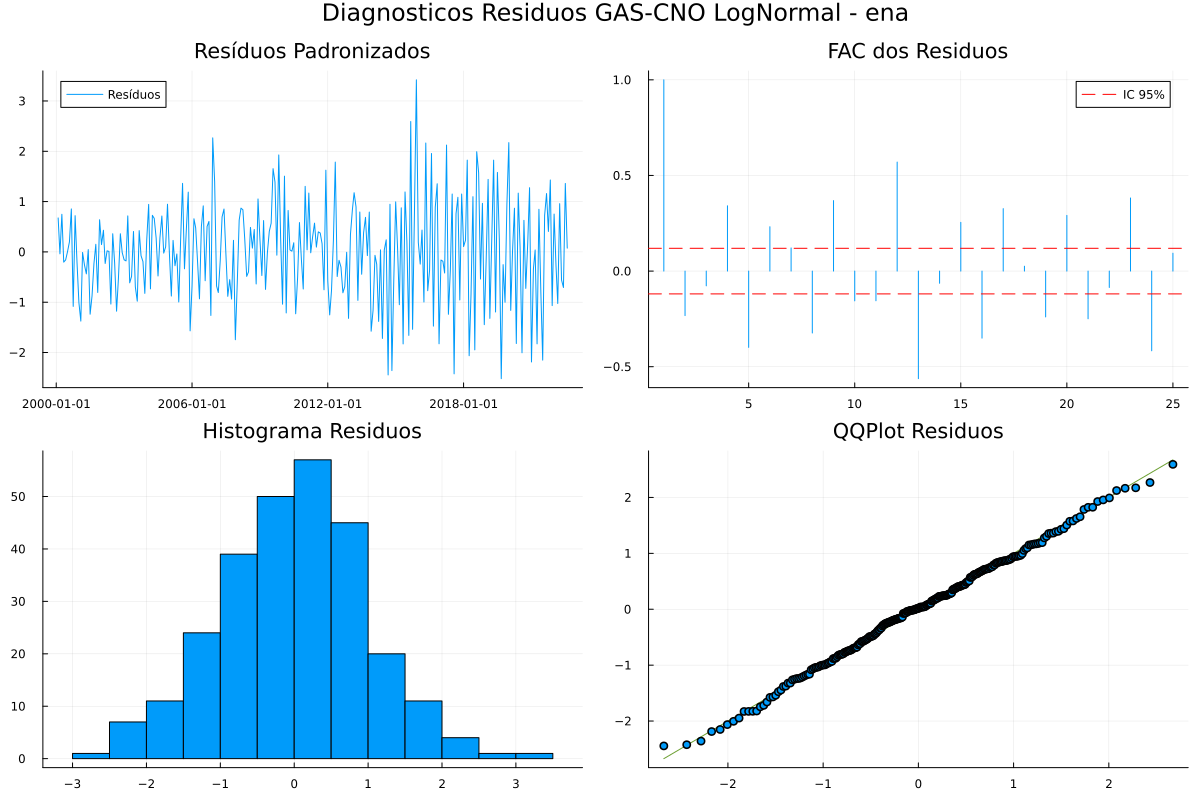 Diagnosticos Residuos GAS-CNO LogNormal - ena
Resíduos Padronizados
Resíduos
3
2
1
0
−1
−2
2000-01-01 2006-01-01 2012-01-01 2018-01-01
FAC dos Residuos
IC 95%
1.0
0.5
0.0
−0.5
5 10 15 20 25
Histograma Residuos
50
40
30
20
10
0
−3 −2 −1 0 1 2 3
QQPlot Residuos
2
1
0
−1
−2
−2 −1 0 1 2